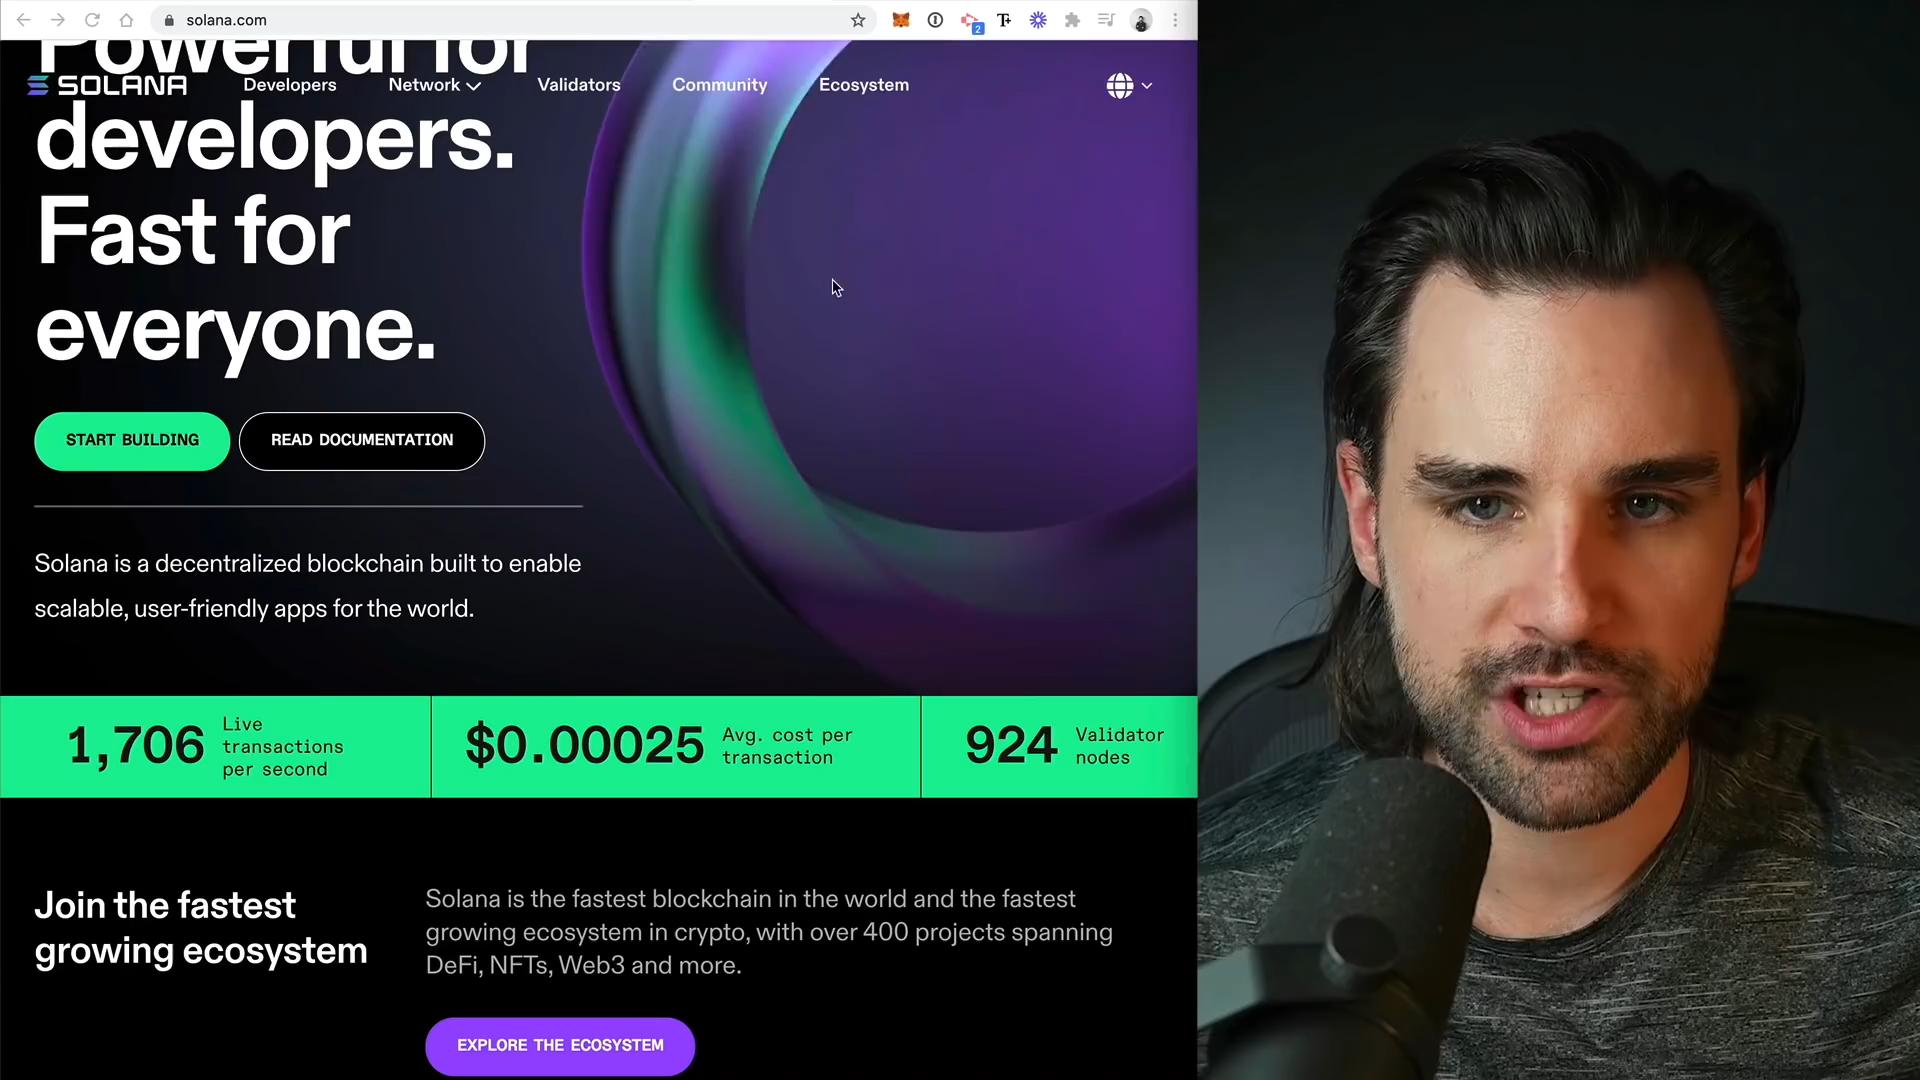 solana.com
2
Powerful for
SOLANA Developers Network Validators Community Ecosystem
developers.
Fast for
everyone.
START BUILDING READ DOCUMENTATION
Solana is a decentralized blockchain built to enable
scalable, user-friendly apps for the world.
1,706 Live
transactions
per second
$0.00025 Avg. cost per
transaction
924 Validator
nodes
Join the fastest
growing ecosystem
Solana is the fastest blockchain in the world and the fastest
growing ecosystem in crypto, with over 400 projects spanning
DeFi, NFTs, Web3 and more.
EXPLORE THE ECOSYSTEM